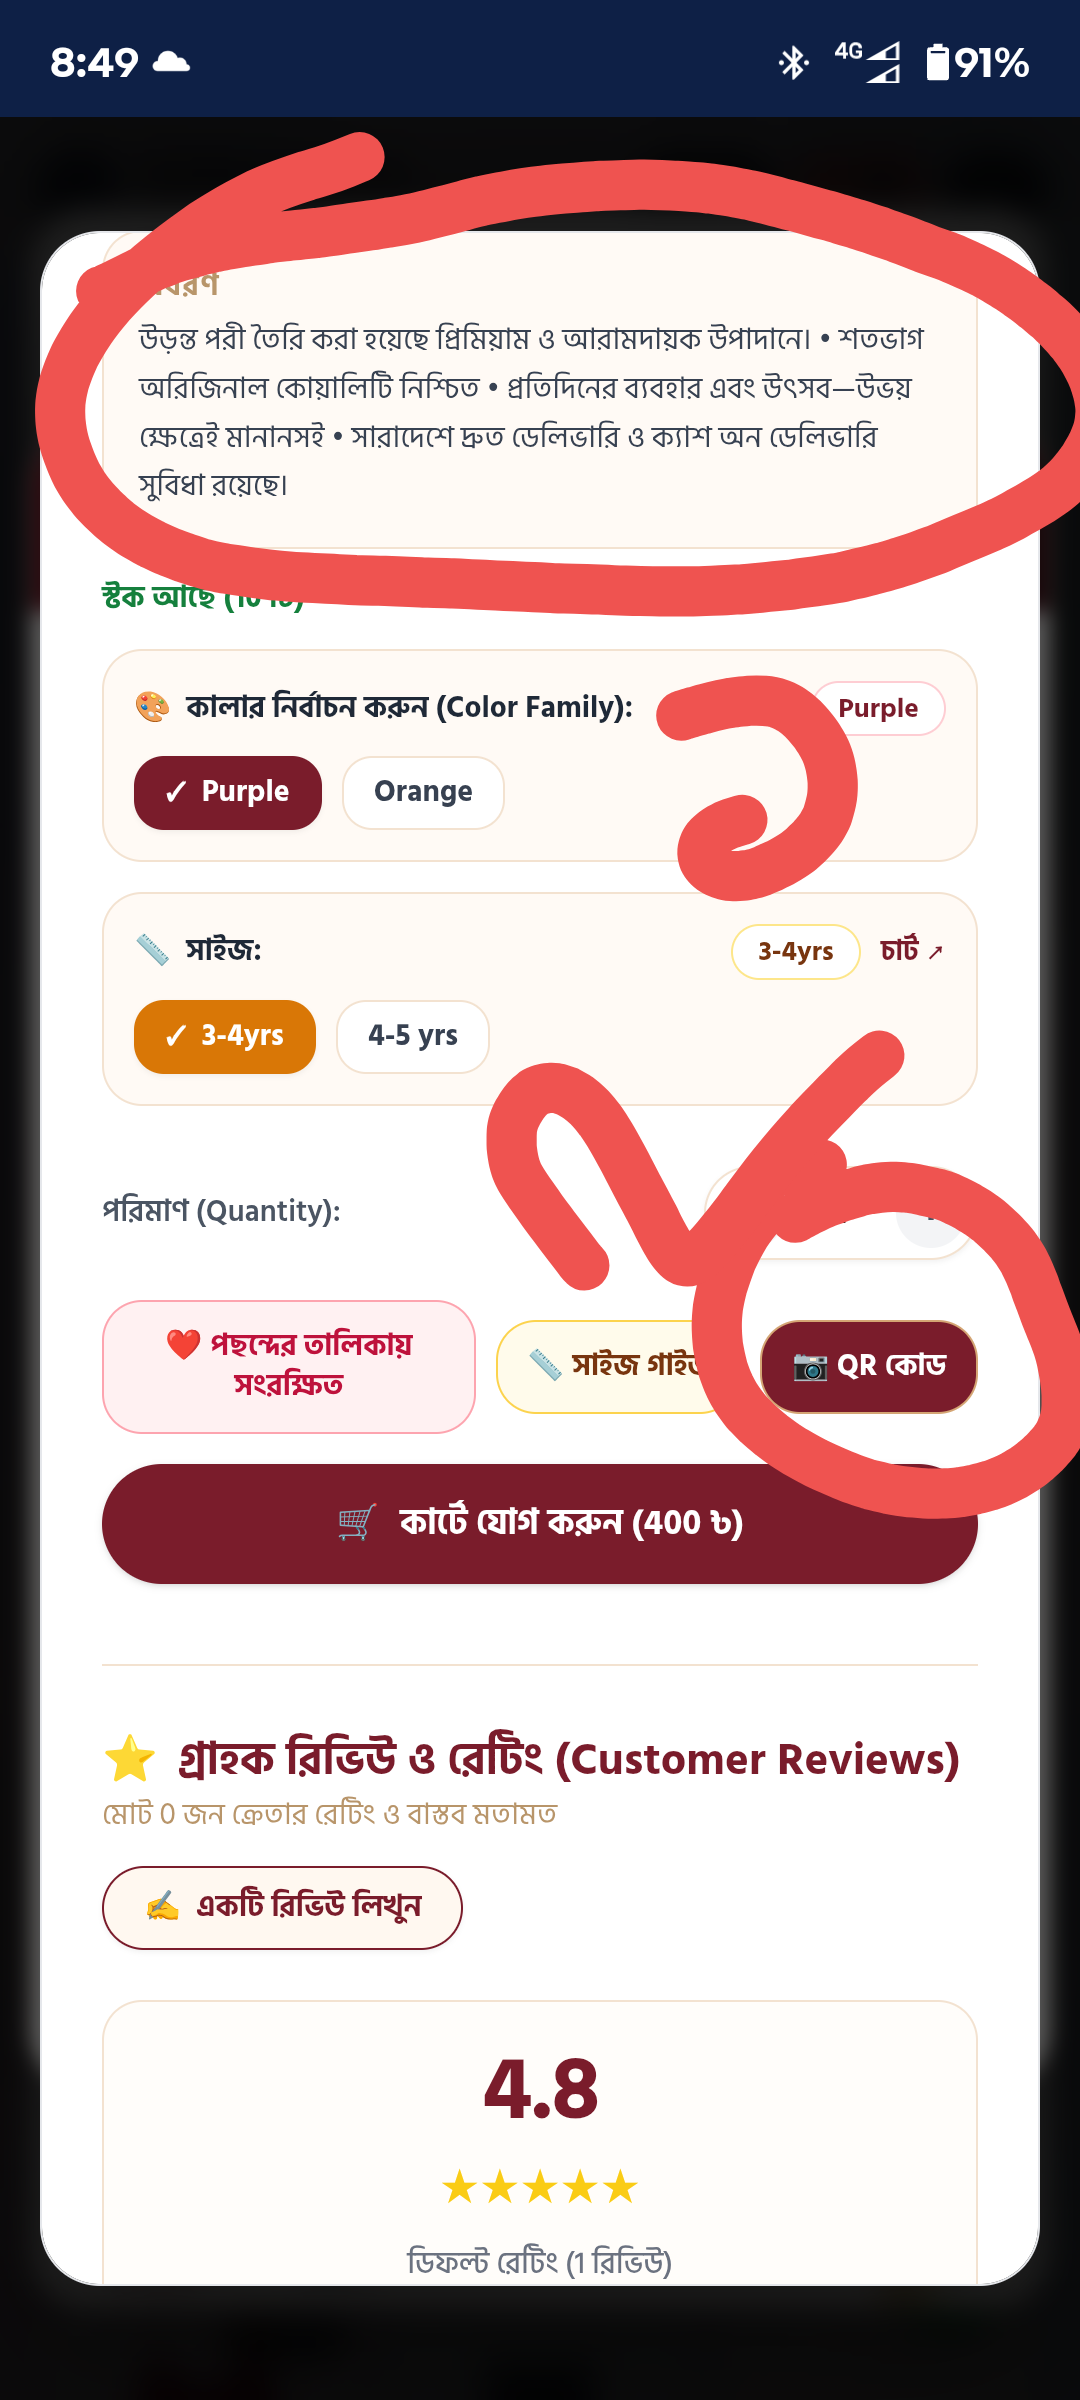 8:49
4G
91%
উড়ন্ত পরী তৈরি করা হয়েছে প্রিমিয়াম ও আরামদায়ক উপাদানে। • শতভাগ
অরিজিনাল কোয়ালিটি নিশ্চিত • প্রতিদিনের ব্যবহার এবং উৎসব—উভয়
ক্ষেত্রেই মানানসই • সারাদেশে দ্রুত ডেলিভারি ও ক্যাশ অন ডেলিভারি
সুবিধা রয়েছে।
স্টক আছে
🎨 কালার নির্বাচন করুন (Color Family): Purple
✓ Purple Orange
📏 সাইজ: 3-4yrs চার্ট ↗
✓ 3-4yrs 4-5 yrs
পরিমাণ (Quantity):
❤️ পছন্দের তালিকায়
সংরক্ষিত
📏 সাইজ গাইড
📷 QR কোড
🛒 কার্টে যোগ করুন (400 ৳)
⭐ গ্রাহক রিভিউ ও রেটিং (Customer Reviews)
মোট 0 জন ক্রেতার রেটিং ও বাস্তব মতামত
✍️ একটি রিভিউ লিখুন
4.8
★★★★★
ডিফল্ট রেটিং (1 রিভিউ)